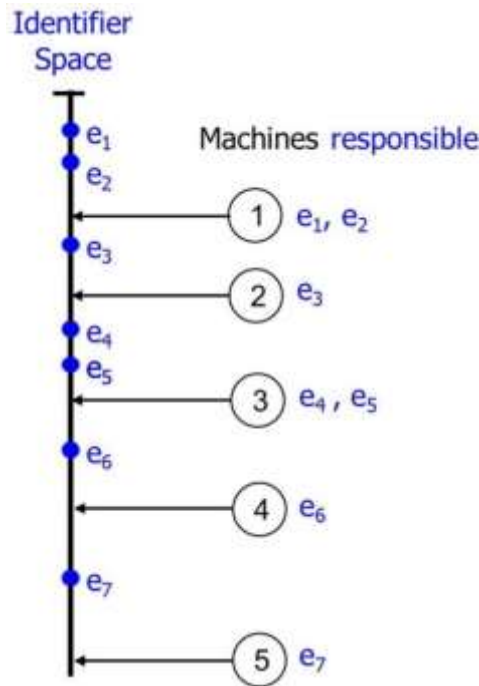 Identifier
Space
e₁
Machines responsible
e₂
1 e₁, e₂
e₃
2 e₃
e₄
e₅
3 e₄ , e₅
e₆
4 e₆
e₇
5 e₇